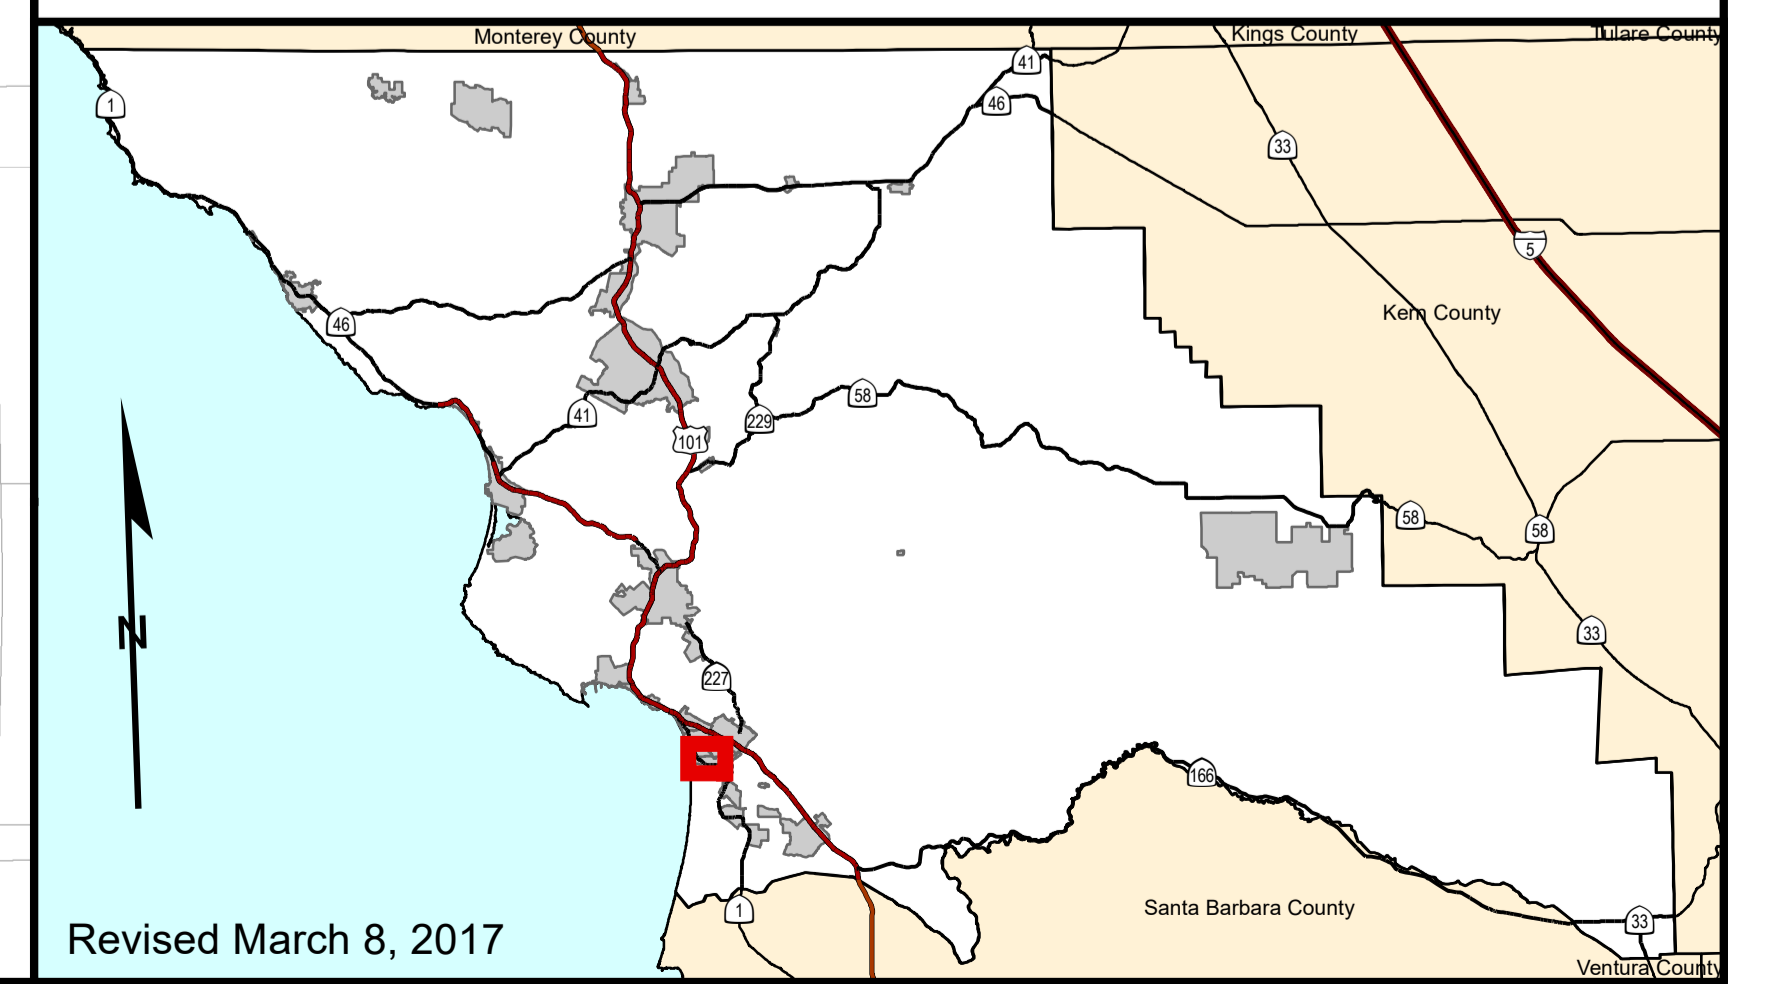 Monterey County
Kings County
Tulare County
41
46
1
33
5
Kern County
46
41
58
229
101
58
58
33
227
166
Santa Barbara County
1
33
N
Revised March 8, 2017
Ventura County